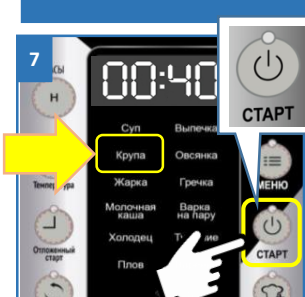 7
00:40
СТАРТ
Н
Суп
Выпечка
Крупа
Овсянка
Жарка
Гречка
МЕНЮ
Молочная
каша
Варка
на пару
Холодец
СТАРТ
Отложенный
старт
Плов